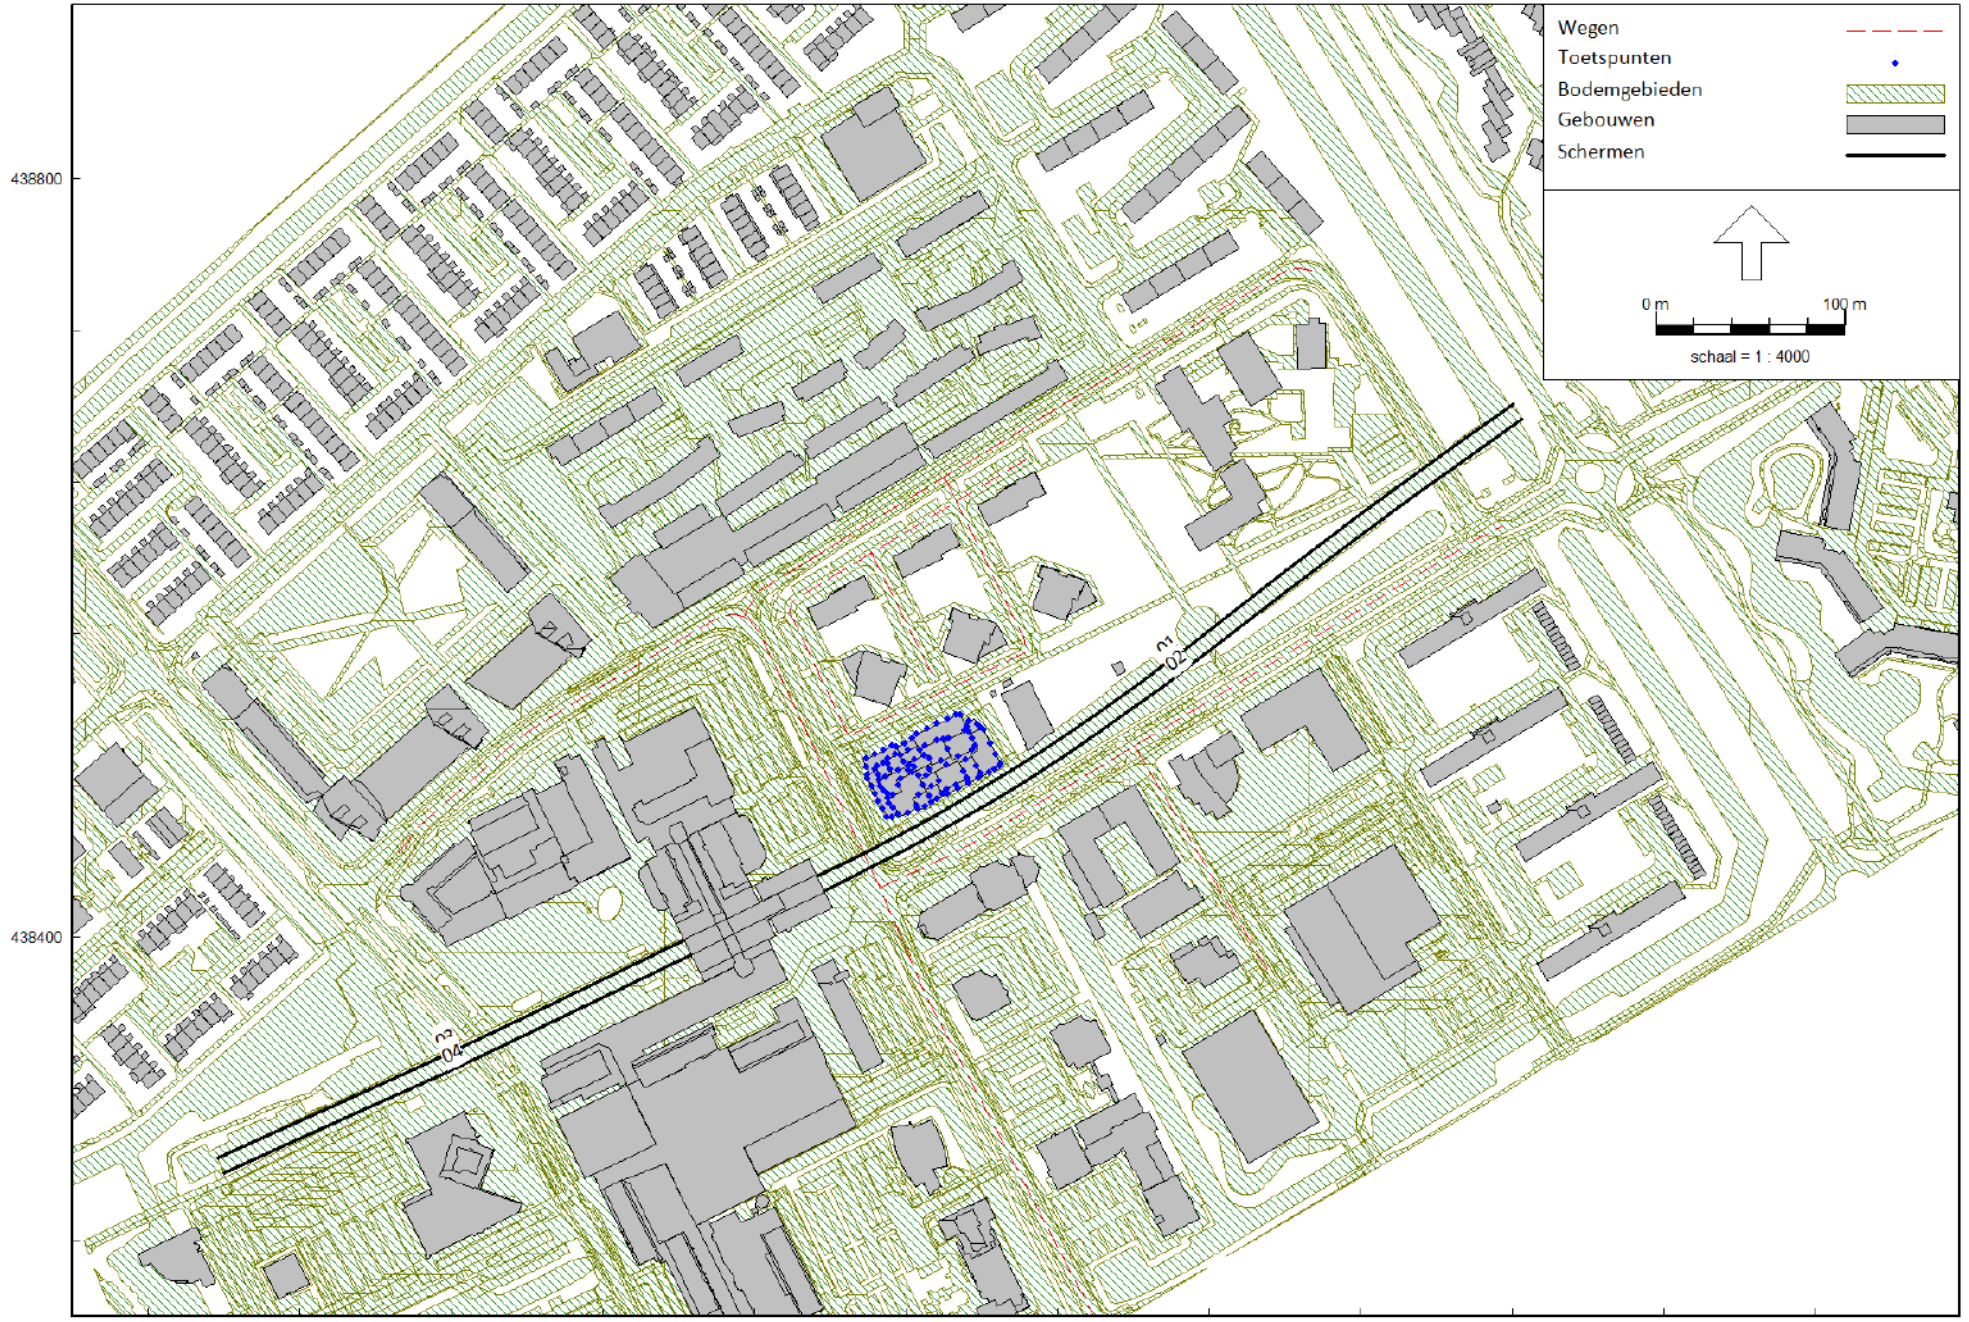 Wegen
Toetspunten
Bodemgebieden
Gebouwen
Schermen
438800
0 m 100 m
schaal = 1 : 4000
01
02
438400
03
04